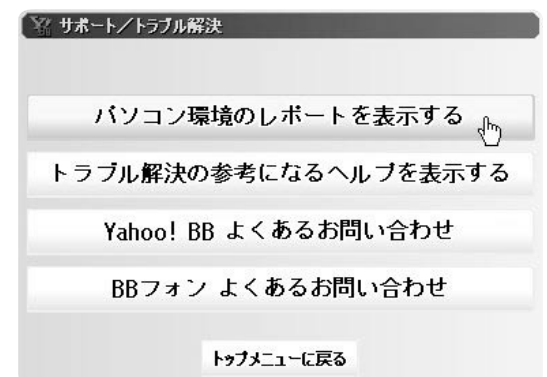 サポート／トラブル解決
パソコン環境のレポートを表示する
トラブル解決の参考になるヘルプを表示する
Yahoo! BB よくあるお問い合わせ
BBフォン よくあるお問い合わせ
トップメニューに戻る